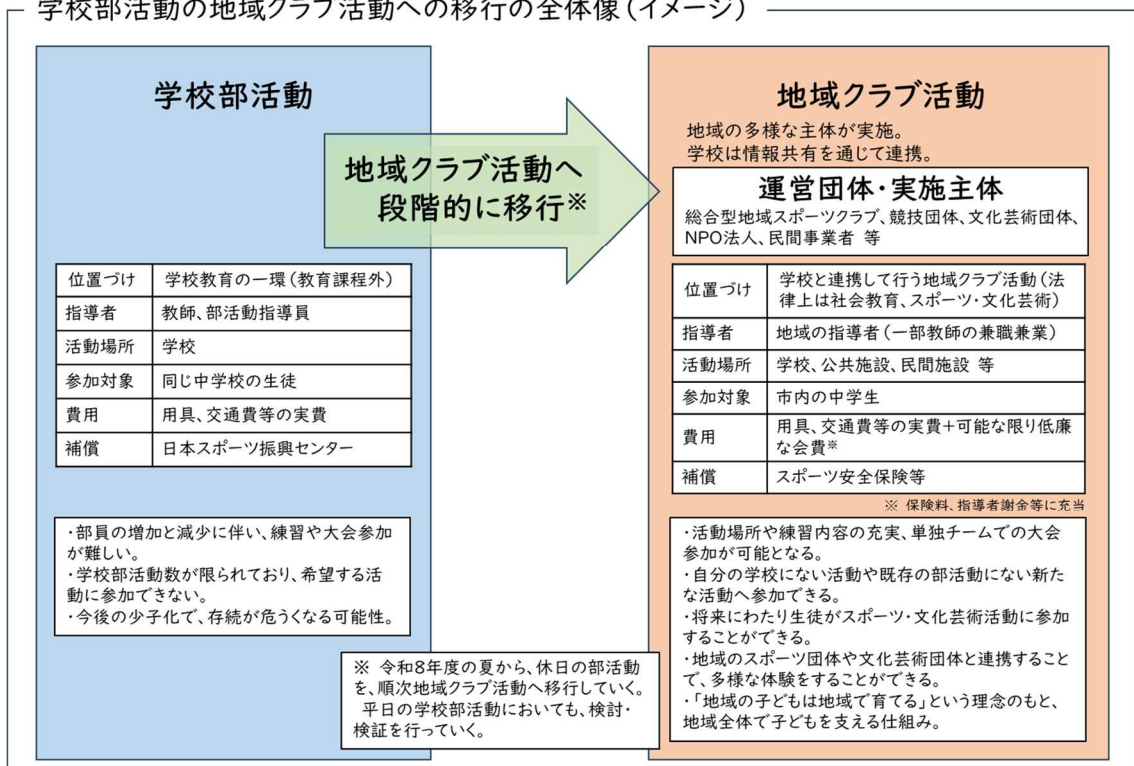 学校部活動の地域クラブ活動への移行の全体像(イメージ)
学校部活動
地域クラブ活動へ
段階的に移行※
位置づけ 学校教育の一環(教育課程外)
指導者 教師、部活動指導員
活動場所 学校
参加対象 同じ中学校の生徒
費用 用具、交通費等の実費
補償 日本スポーツ振興センター
・部員の増加と減少に伴い、練習や大会参加
が難しい。
・学校部活動数が限られており、希望する活
動に参加できない。
・今後の少子化で、存続が危うくなる可能性。
地域クラブ活動
地域の多様な主体が実施。
学校は情報共有を通じて連携。
運営団体・実施主体
総合型地域スポーツクラブ、競技団体、文化芸術団体、
NPO法人、民間事業者 等
位置づけ 学校と連携して行う地域クラブ活動(法
律上は社会教育、スポーツ・文化芸術)
指導者 地域の指導者(一部教師の兼職兼業)
活動場所 学校、公共施設、民間施設 等
参加対象 市内の中学生
費用 用具、交通費等の実費+可能な限り低廉
な会費※
補償 スポーツ安全保険等
※ 保険料、指導者謝金等に充当
・活動場所や練習内容の充実、単独チームでの大会
参加が可能となる。
・自分の学校にない活動や既存の部活動にない新た
な活動へ参加できる。
・将来にわたり生徒がスポーツ・文化芸術活動に参加
することができる。
・地域のスポーツ団体や文化芸術団体と連携すること
で、多様な体験をすることができる。
・「地域の子どもは地域で育てる」という理念のもと、
地域全体で子どもを支える仕組み。
※ 令和8年度の夏から、休日の部活動
を、順次地域クラブ活動へ移行していく。
平日の学校部活動においても、検討・
検証を行っていく。